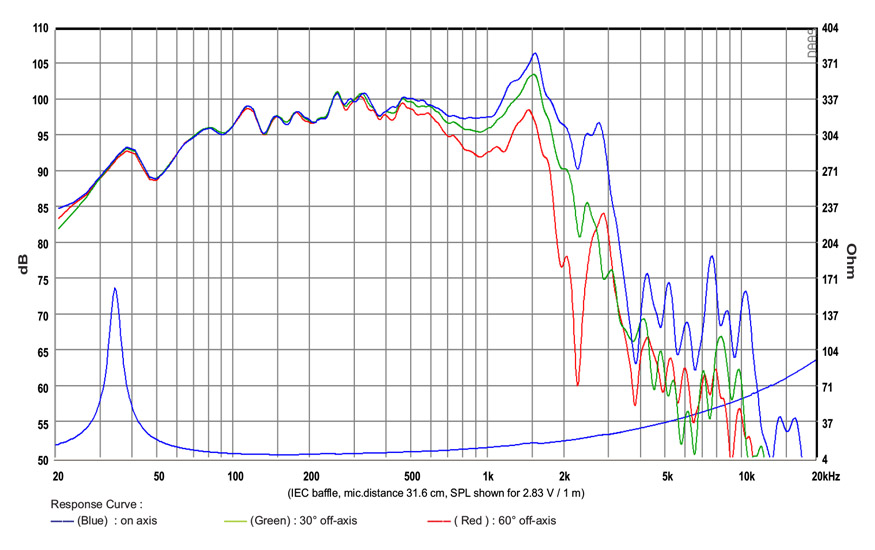 110 404
DAAS
105 371
100 337
95 304
90 271
85 237
80 204
dB Ohm
75 171
70 137
65 104
60 71
55 37
50 4
20 50 100 200 500 1k 2k 5k 10k 20kHz
(IEC baffle, mic.distance 31.6 cm, SPL shown for 2.83 V / 1 m)
Response Curve :
(Blue) : on axis (Green) : 30° off-axis ( Red ) : 60° off-axis